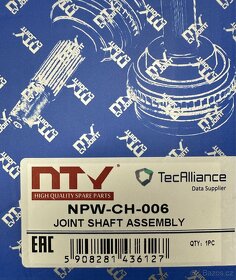 NTY
HIGH QUALITY SPARE PARTS
TecAlliance
Data Supplier
NPW-CH-006
JOINT SHAFT ASSEMBLY
EAC
QTY: 1PC
5 908281 436127